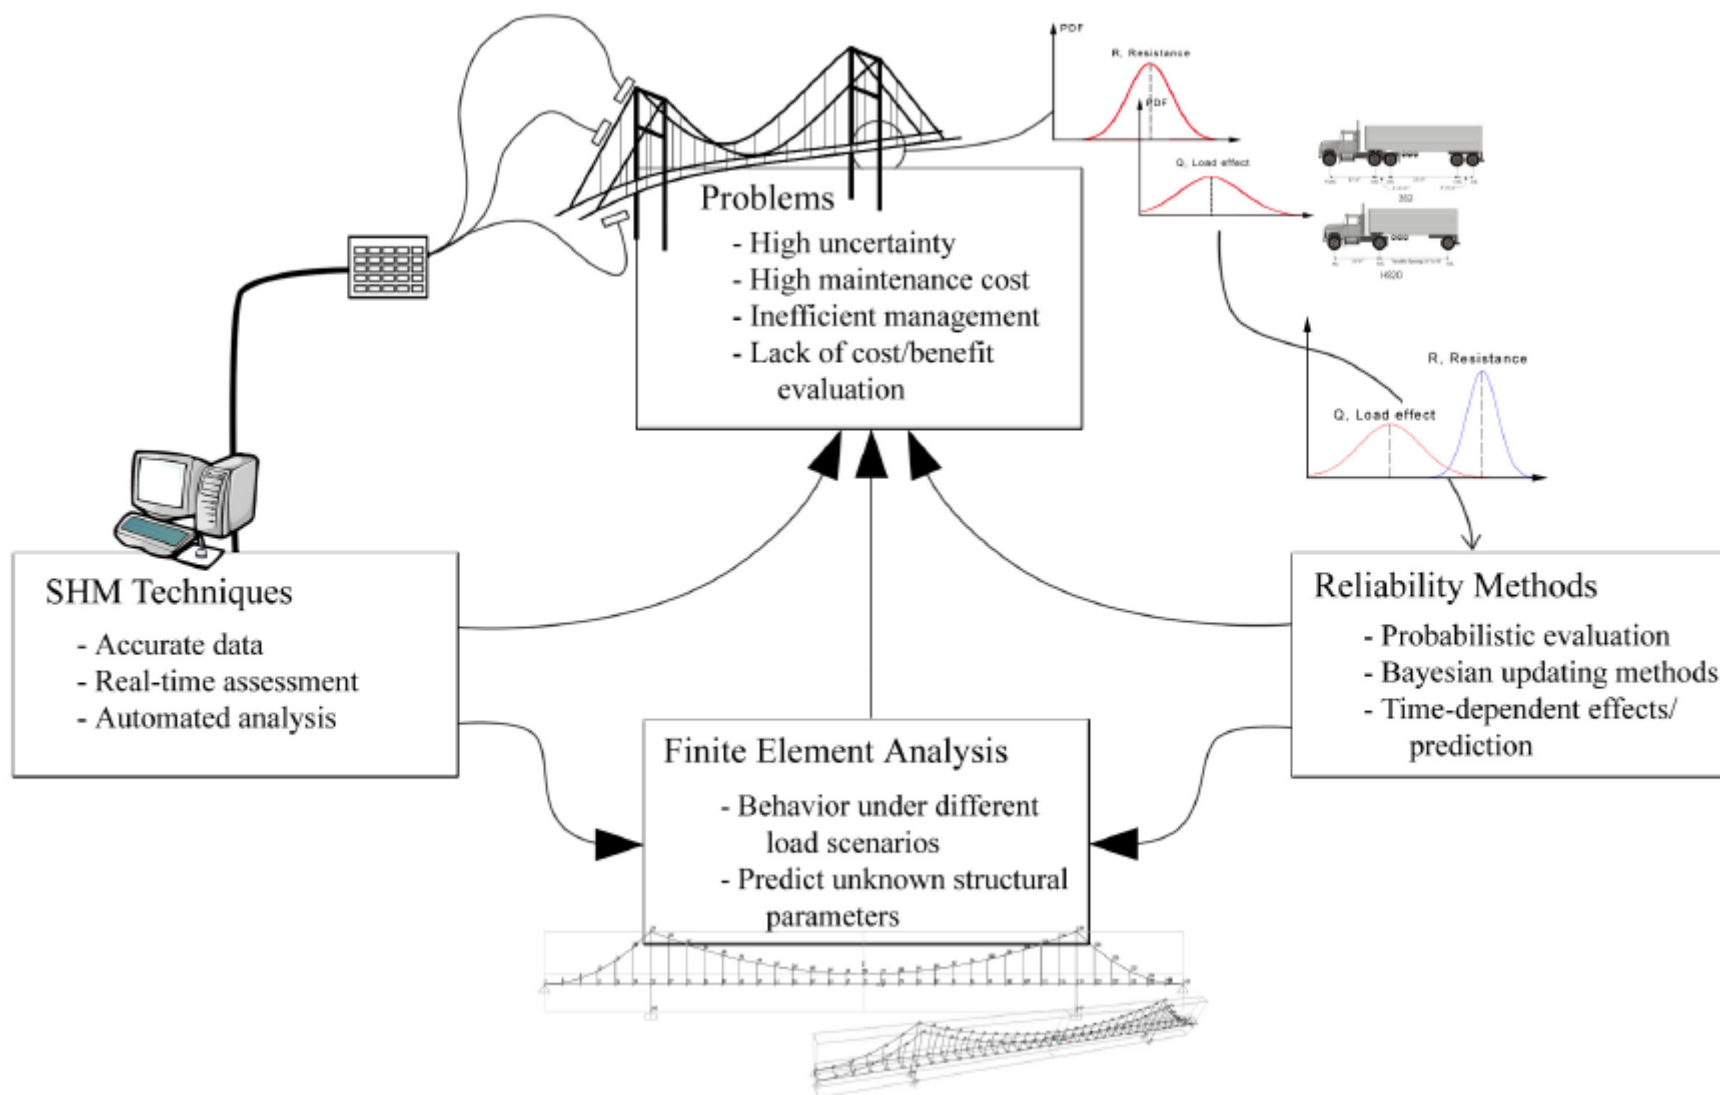 PDF
R, Resistance
PDF
Q, Load effect
3S2
HS20
Problems
- High uncertainty
- High maintenance cost
- Inefficient management
- Lack of cost/benefit
evaluation
R, Resistance
Q, Load effect
SHM Techniques
- Accurate data
- Real-time assessment
- Automated analysis
Reliability Methods
- Probabilistic evaluation
- Bayesian updating methods
- Time-dependent effects/
prediction
Finite Element Analysis
- Behavior under different
load scenarios
- Predict unknown structural
parameters